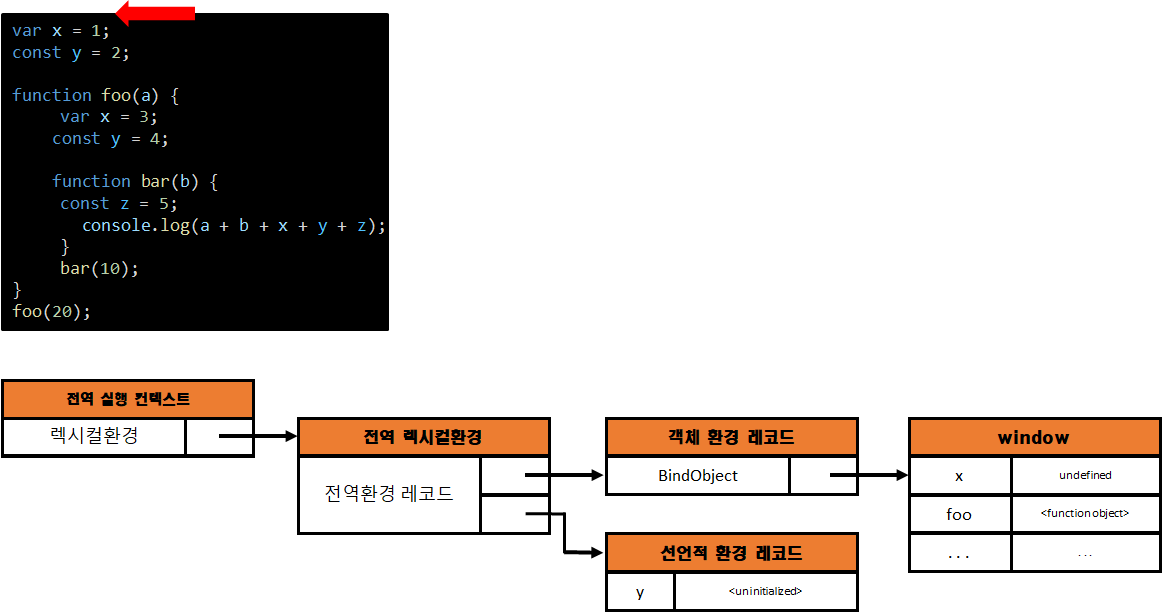 var x = 1;
const y = 2;
function foo(a) {
var x = 3;
const y = 4;
function bar(b) {
const z = 5;
console.log(a + b + x + y + z);
}
bar(10);
}
foo(20);
전역 실행 컨텍스트
렉시컬환경
전역 렉시컬환경
전역환경 레코드
객체 환경 레코드
BindObject
선언적 환경 레코드
y <uninitialized>
window
x undefined
foo <function object>
... ...